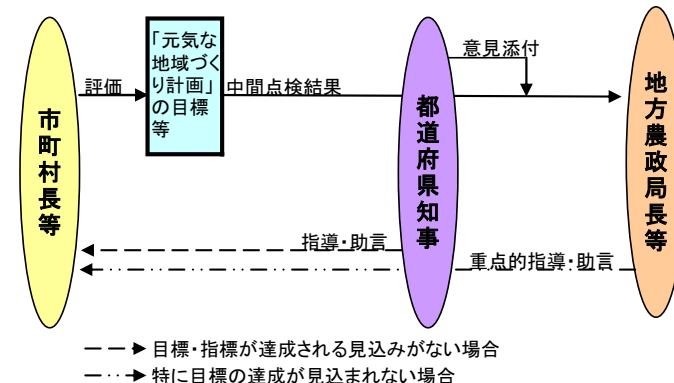 「元気な
地域づく
り計画」
の目標
等
評価
中間点検結果
意見添付
市町村長等
都道府県知事
地方農政局長等
指導・助言
重点的指導・助言
目標・指標が達成される見込みがない場合
特に目標の達成が見込まれない場合